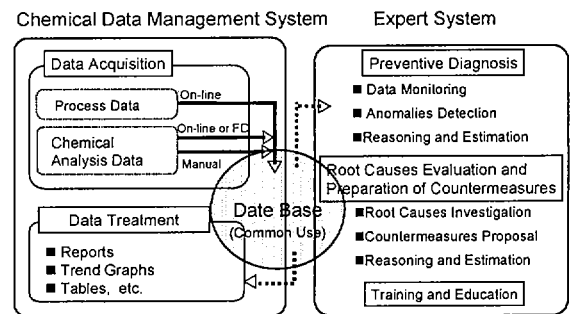 Chemical Data Management System
Expert System
Data Acquisition
Process Data
On-line
Chemical
Analysis Data
On-line or FD
Manual
Data Treatment
■ Reports
■ Trend Graphs
■ Tables, etc.
Date Base
(Common Use)
Preventive Diagnosis
■ Data Monitoring
■ Anomalies Detection
■ Reasoning and Estimation
Root Causes Evaluation and
Preparation of Countermeasures
■ Root Causes Investigation
■ Countermeasures Proposal
■ Reasoning and Estimation
Training and Education